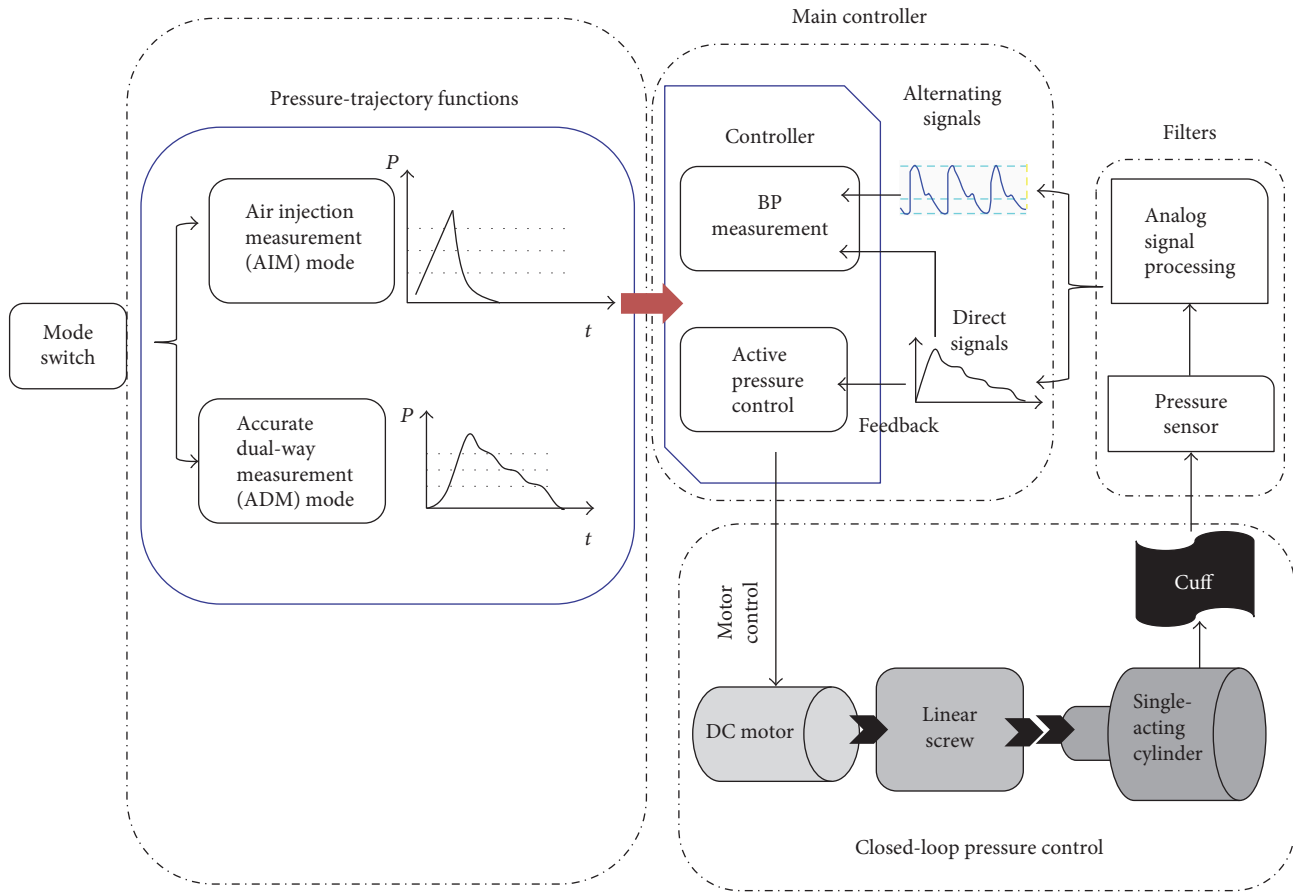 Main controller
Pressure-trajectory functions
Mode
switch
Air injection
measurement
(AIM) mode
P
t
Accurate
dual-way
measurement
(ADM) mode
P
t
Controller
BP
measurement
Active
pressure
control
Alternating
signals
Direct
signals
Feedback
Filters
Analog
signal
processing
Pressure
sensor
Cuff
Motor
control
DC motor
Linear
screw
Single-
acting
cylinder
Closed-loop pressure control